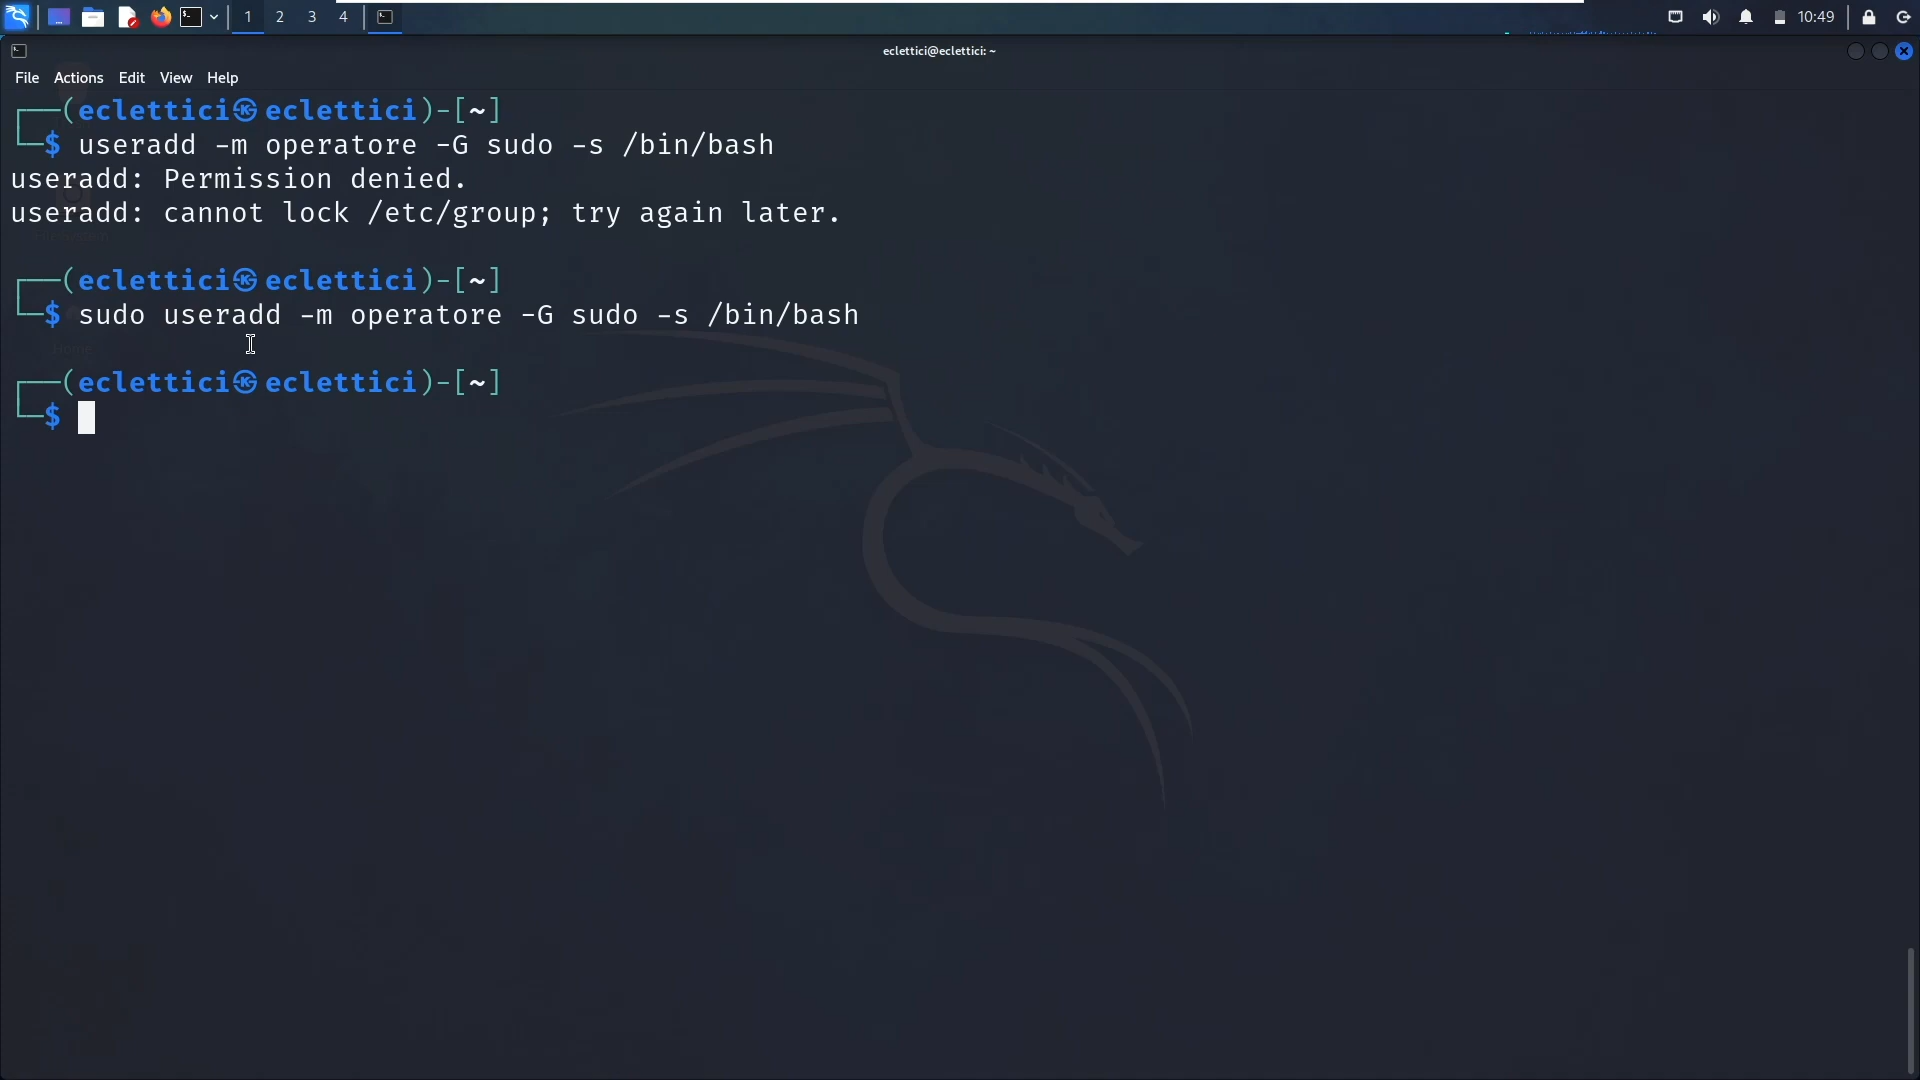 1 2 3 4 10:49
eclettici@eclettici: ~
File Actions Edit View Help
┌──(eclettici㉿eclettici)-[~]
└─$ useradd -m operatore -G sudo -s /bin/bash
useradd: Permission denied.
useradd: cannot lock /etc/group; try again later.
┌──(eclettici㉿eclettici)-[~]
└─$ sudo useradd -m operatore -G sudo -s /bin/bash
Home
┌──(eclettici㉿eclettici)-[~]
└─$